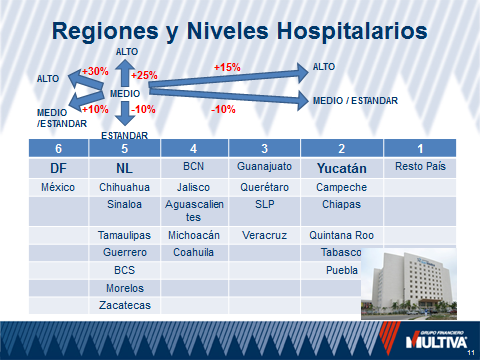 Regiones y Niveles Hospitalarios
ALTO
+30%
+25%
+15%
ALTO
ALTO
MEDIO
MEDIO
/ESTANDAR
+10%
-10%
-10%
MEDIO / ESTANDAR
ESTANDAR
6 5 4 3 2 1
DF NL BCN Guanajuato Yucatán Resto País
México Chihuahua Jalisco Querétaro Campeche
Sinaloa Aguascalien
tes SLP Chiapas
Tamaulipas Michoacán Veracruz Quintana Roo
Guerrero Coahuila Tabasco
BCS Puebla
Morelos
Zacatecas
GRUPO FINANCIERO
MULTIVA
11